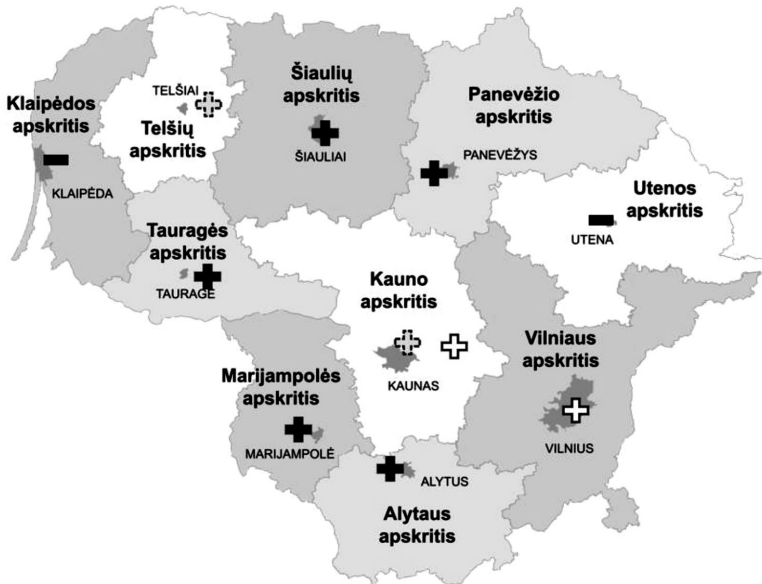 Klaipėdos
apskritis
KLAIPĖDA
TELŠIAI
Telšių
apskritis
Šiaulių
apskritis
ŠIAULIAI
Panevėžio
apskritis
PANEVĖŽYS
Utenos
apskritis
UTENA
Tauragės
apskritis
TAURAGĖ
Kauno
apskritis
KAUNAS
Vilniaus
apskritis
VILNIUS
Marijampolės
apskritis
MARIJAMPOLĖ
ALYTUS
Alytaus
apskritis